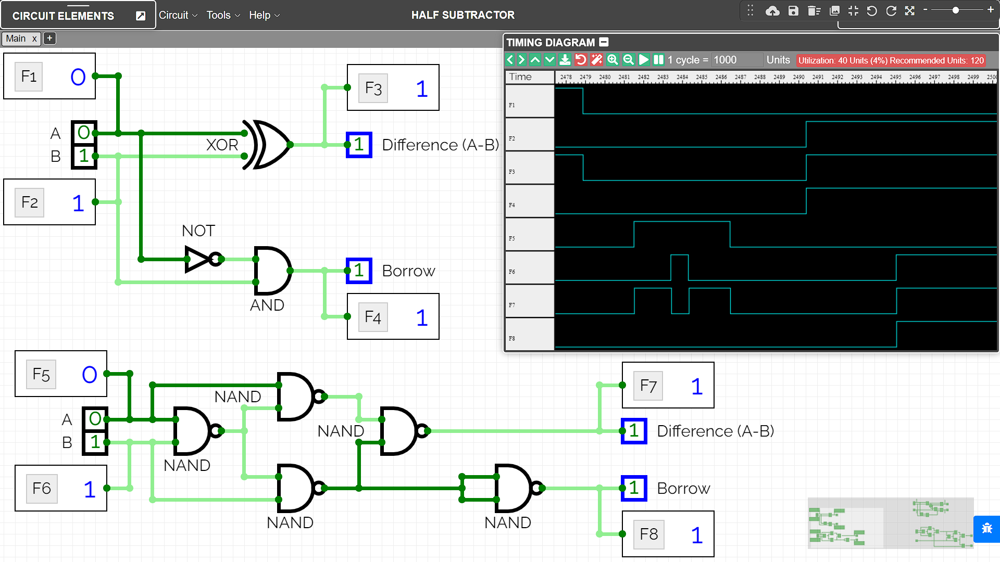 CIRCUIT ELEMENTS
Circuit
Tools
Help
HALF SUBTRACTOR
- +
Main x +
TIMING DIAGRAM
1 cycle = 1000 Units
Utilization: 40 Units (4%) Recommended Units: 120
Time 2478 2479 2480 2481 2482 2483 2484 2485 2486 2487 2488 2489 2490 2491 2492 2493 2494 2495 2496 2497 2498 2499
F1
F2
F3
F4
F5
F6
F7
F8
F1 0
F3 1
A 0
B 1
XOR
1 Difference (A-B)
F2 1
NOT
AND
1 Borrow
F4 1
F5 0
A 0
B 1
F6 1
NAND
NAND
NAND
NAND
NAND
F7 1
1 Difference (A-B)
1 Borrow
F8 1